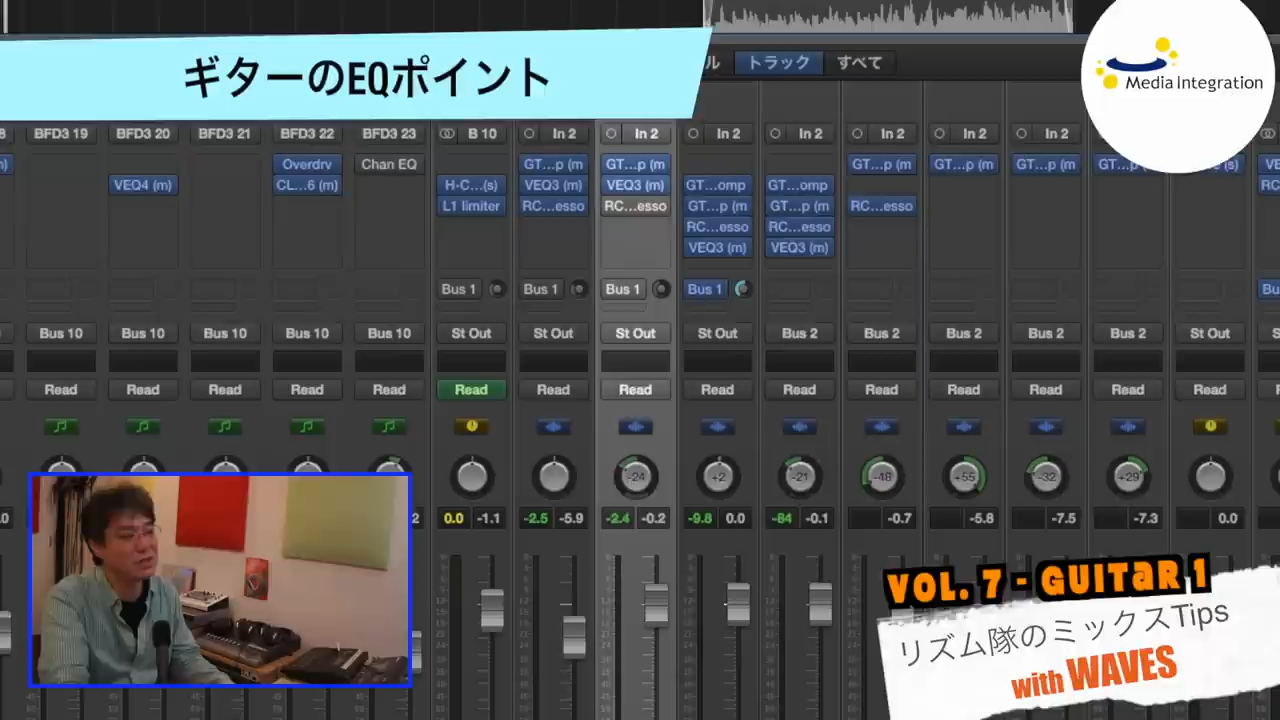 ギターのEQポイント
ル トラック すべて
Media Integration
BFD3 19 BFD3 20 BFD3 21 BFD3 22 BFD3 23 B 10 In 2 In 2 In 2 In 2 In 2 In 2 In 2
Overdrv Chan EQ GT...p (m GT...p (m GT...p (m GT...p (m GT...p (m
VEQ4 (m) CL...6 (m) H-C...(s) VEQ3 (m) VEQ3 (m) GT...omp GT...omp
L1 limiter RC...esso RC...esso GT...p (m GT...p (m RC...esso
RC...esso RC...esso
VEQ3 (m) VEQ3 (m)
Bus 1 Bus 1 Bus 1 Bus 1
Bus 10 Bus 10 Bus 10 Bus 10 Bus 10 St Out St Out St Out St Out Bus 2 Bus 2 Bus 2 Bus 2 Bus 2 St Out
Read Read Read Read Read Read Read Read Read Read Read Read Read Read Read
-24 +2 -21 -48 +55 -32 +29
0.0 -1.1 -2.5 -5.9 -2.4 -0.2 -9.8 0.0 -84 -0.1 -0.7 -5.8 -7.5 -7.3 0.0
VOL. 7 - GUITAR 1
リズム隊のミックスTips
with WAVES